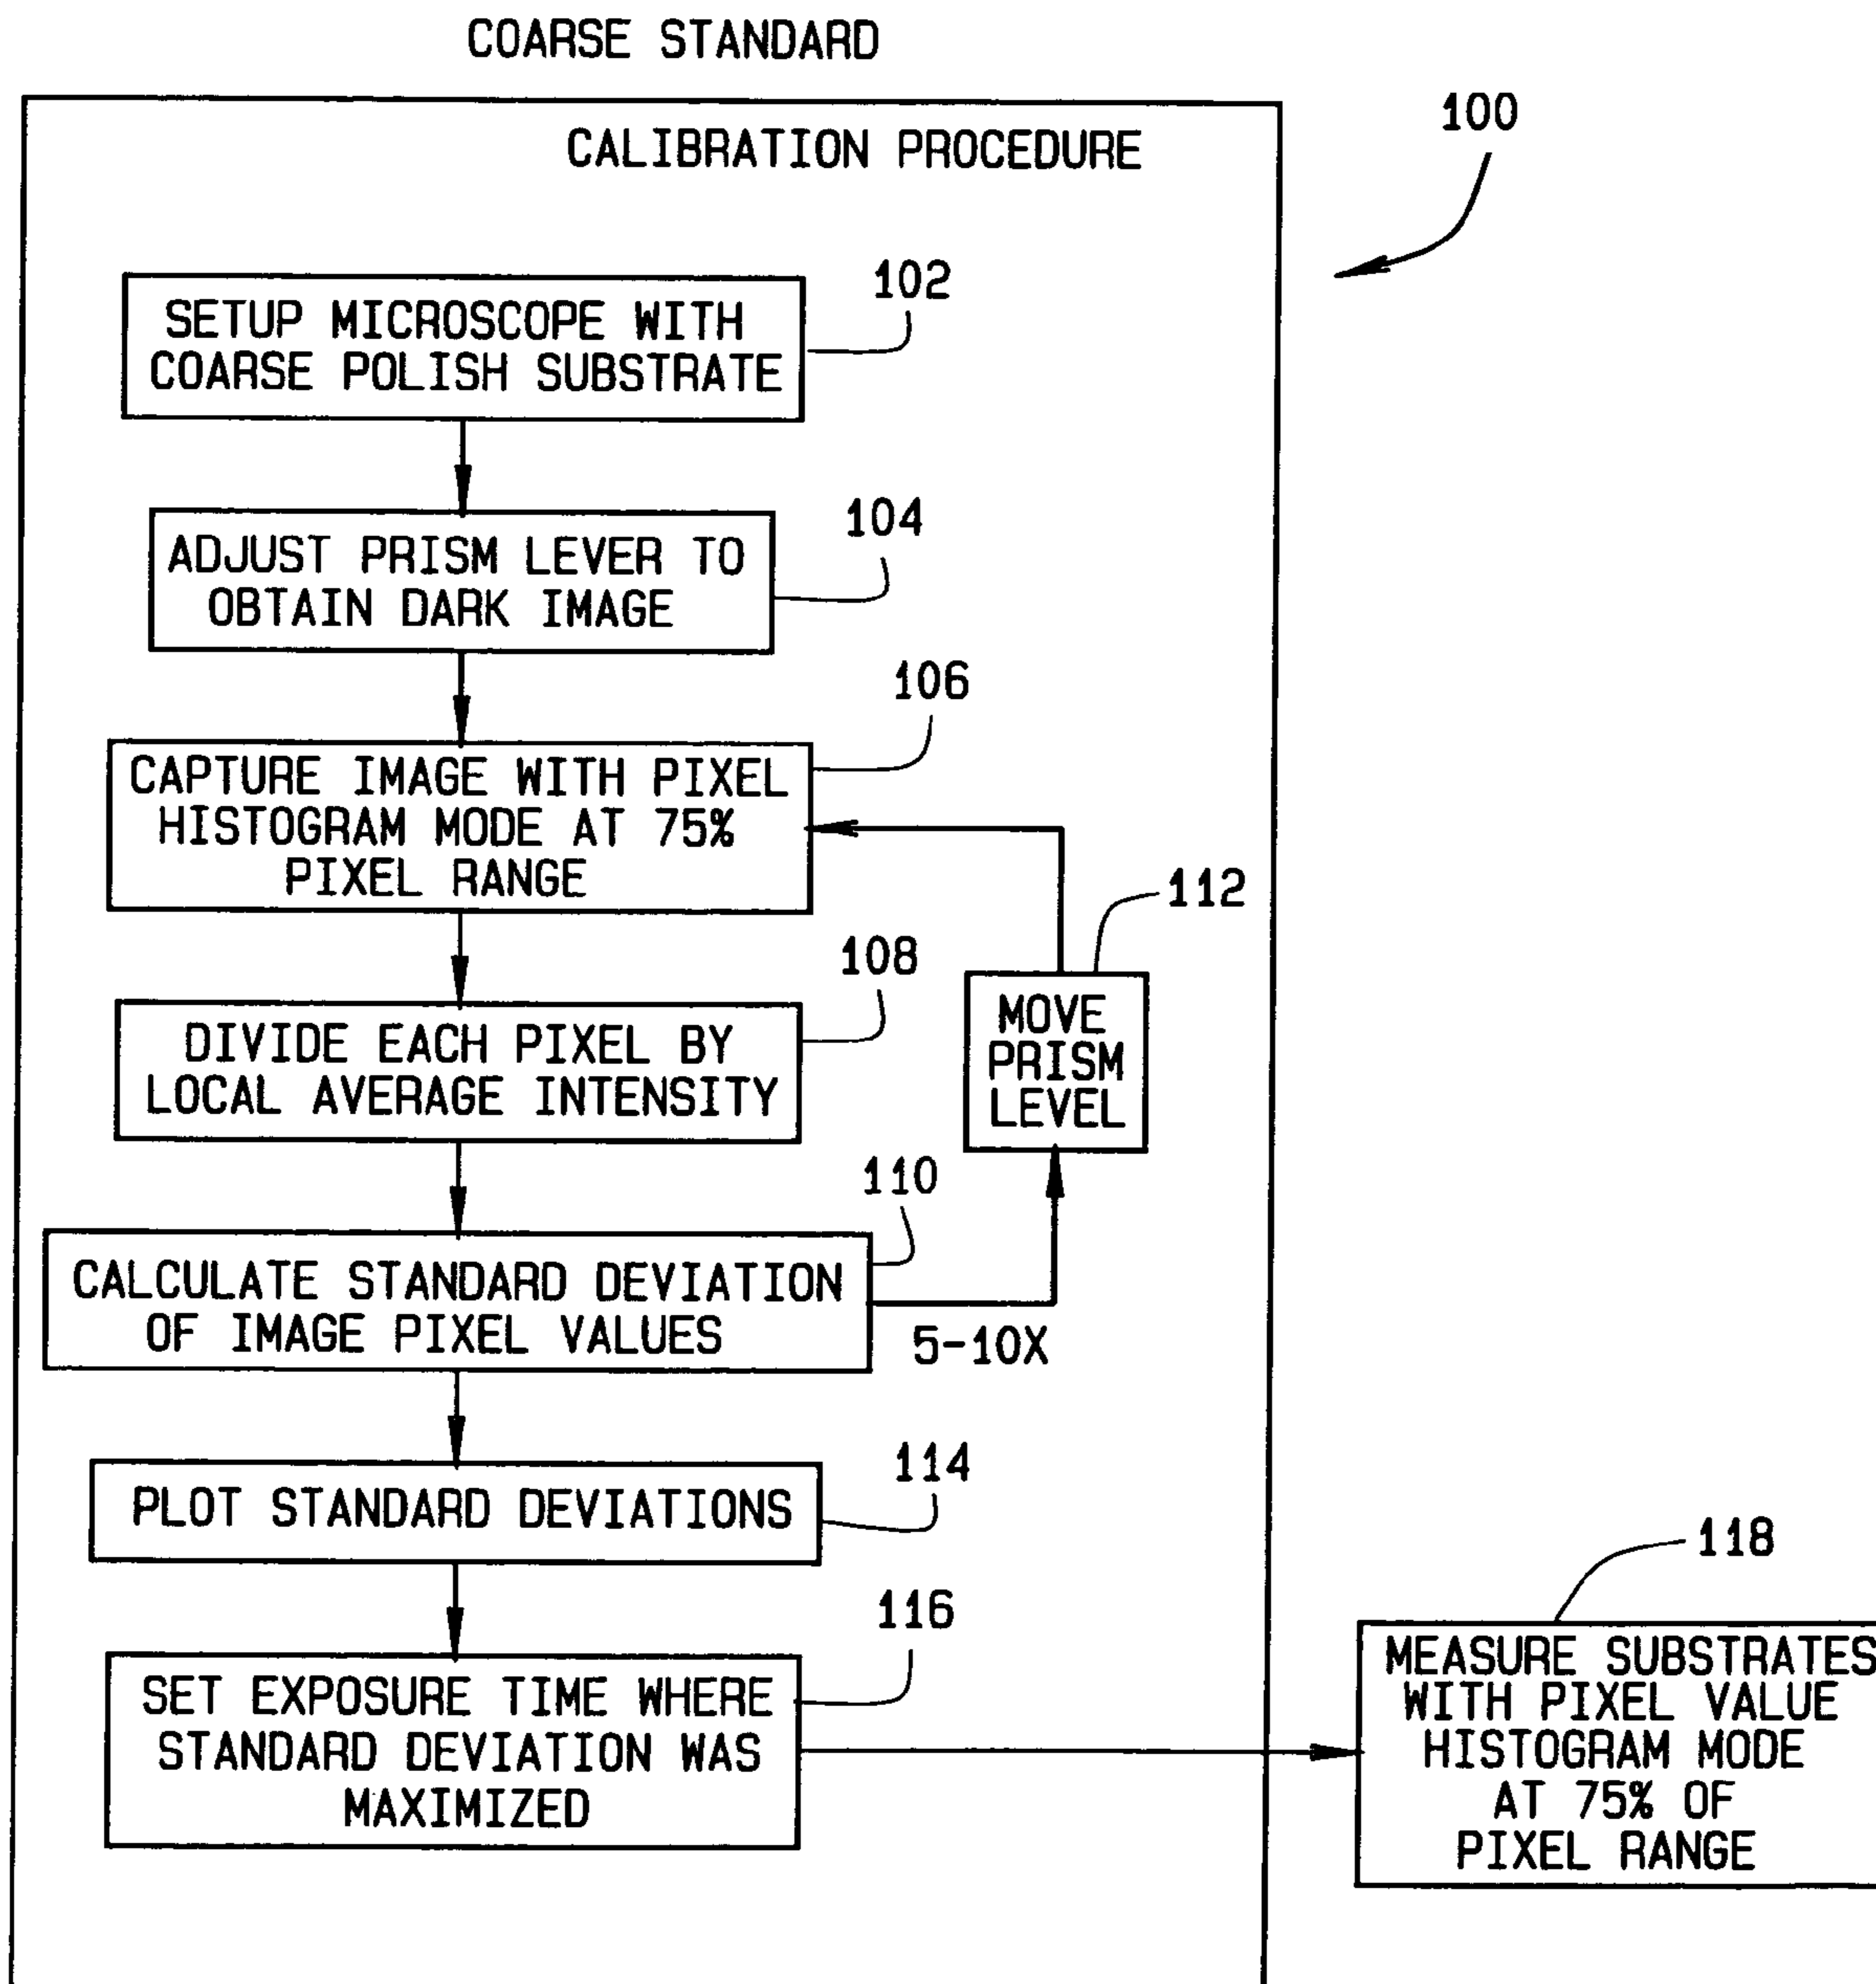 COARSE STANDARD
CALIBRATION PROCEDURE
100
102
SETUP MICROSCOPE WITH
COARSE POLISH SUBSTRATE
104
ADJUST PRISM LEVER TO
OBTAIN DARK IMAGE
106
CAPTURE IMAGE WITH PIXEL
HISTOGRAM MODE AT 75%
PIXEL RANGE
112
108
DIVIDE EACH PIXEL BY
LOCAL AVERAGE INTENSITY
MOVE
PRISM
LEVEL
110
CALCULATE STANDARD DEVIATION
OF IMAGE PIXEL VALUES
5-10X
114
PLOT STANDARD DEVIATIONS
116
SET EXPOSURE TIME WHERE
STANDARD DEVIATION WAS
MAXIMIZED
118
MEASURE SUBSTRATES
WITH PIXEL VALUE
HISTOGRAM MODE
AT 75% OF
PIXEL RANGE